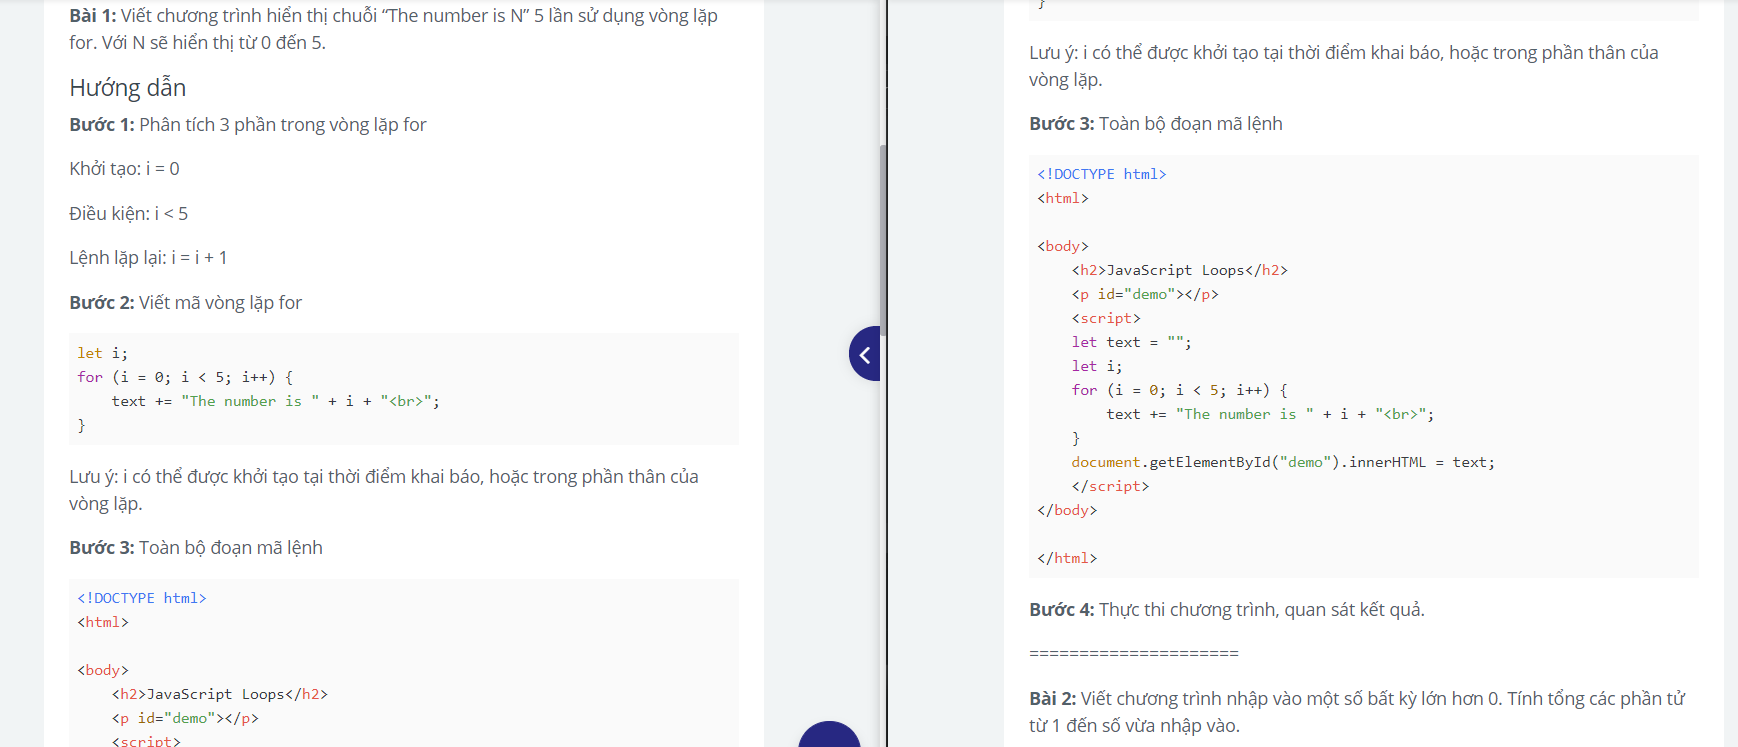 Bài 1: Viết chương trình hiển thị chuỗi “The number is N” 5 lần sử dụng vòng lặp
for. Với N sẽ hiển thị từ 0 đến 5.
Hướng dẫn
Bước 1: Phân tích 3 phần trong vòng lặp for
Khởi tạo: i = 0
Điều kiện: i < 5
Lệnh lặp lại: i = i + 1
Bước 2: Viết mã vòng lặp for
let i;
for (i = 0; i < 5; i++) {
    text += "The number is " + i + "<br>";
}
Lưu ý: i có thể được khởi tạo tại thời điểm khai báo, hoặc trong phần thân của
vòng lặp.
Bước 3: Toàn bộ đoạn mã lệnh
<!DOCTYPE html>
<html>
<body>
    <h2>JavaScript Loops</h2>
    <p id="demo"></p>
    <script>
}
Lưu ý: i có thể được khởi tạo tại thời điểm khai báo, hoặc trong phần thân của
vòng lặp.
Bước 3: Toàn bộ đoạn mã lệnh
<!DOCTYPE html>
<html>
<body>
    <h2>JavaScript Loops</h2>
    <p id="demo"></p>
    <script>
    let text = "";
    let i;
    for (i = 0; i < 5; i++) {
        text += "The number is " + i + "<br>";
    }
    document.getElementById("demo").innerHTML = text;
    </script>
</body>
</html>
Bước 4: Thực thi chương trình, quan sát kết quả.
=====================
Bài 2: Viết chương trình nhập vào một số bất kỳ lớn hơn 0. Tính tổng các phần tử
từ 1 đến số vừa nhập vào.